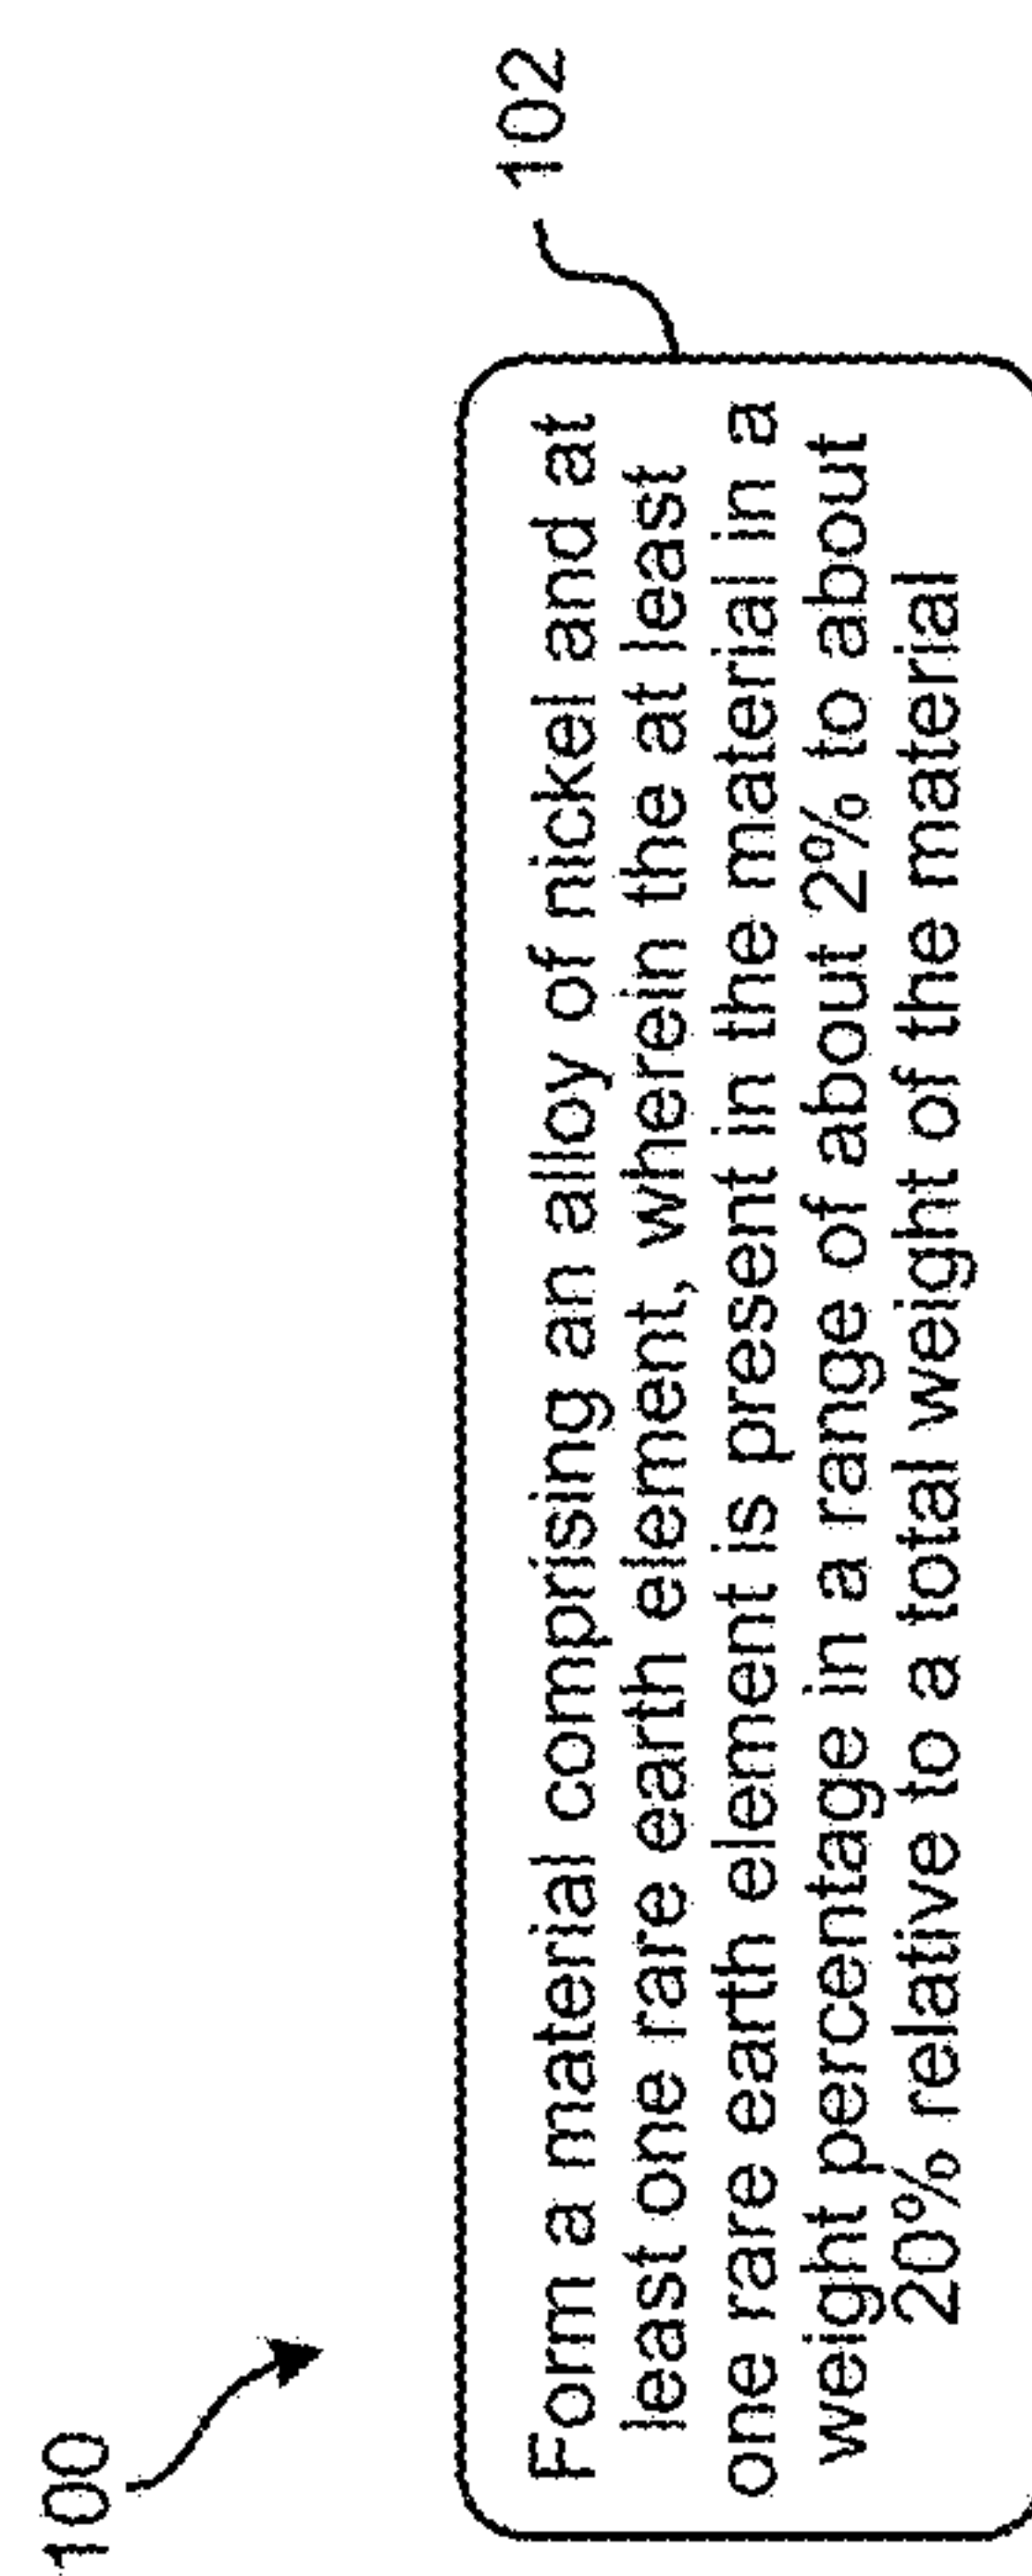 100
102
Form a material comprising an alloy of nickel and at
least one rare earth element, wherein the at least
one rare earth element is present in the material in a
weight percentage in a range of about 2% to about
20% relative to a total weight of the material